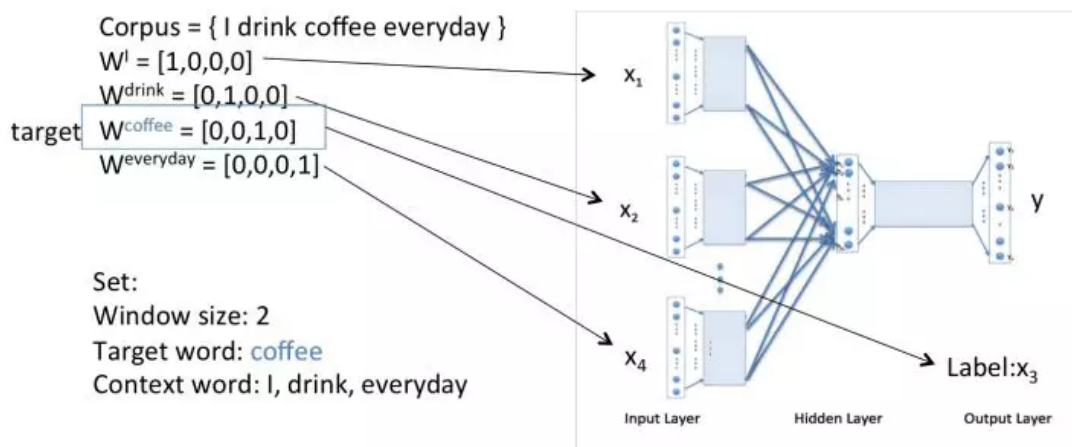 Corpus = { I drink coffee everyday }
W^I = [1,0,0,0]
W^drink = [0,1,0,0]
target W^coffee = [0,0,1,0]
W^everyday = [0,0,0,1]
Set:
Window size: 2
Target word: coffee
Context word: I, drink, everyday
x₁
x₂
x₄
y
Label:x₃
Input Layer
Hidden Layer
Output Layer